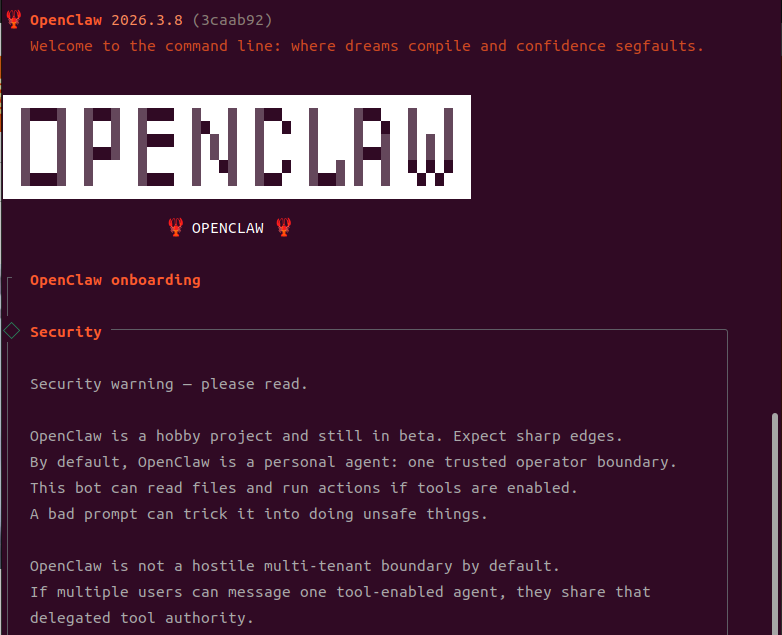 🦞 OpenClaw 2026.3.8 (3caab92)
Welcome to the command line: where dreams compile and confidence segfaults.
OPENCLAW
🦞 OPENCLAW 🦞
OpenClaw onboarding
Security
Security warning — please read.
OpenClaw is a hobby project and still in beta. Expect sharp edges.
By default, OpenClaw is a personal agent: one trusted operator boundary.
This bot can read files and run actions if tools are enabled.
A bad prompt can trick it into doing unsafe things.
OpenClaw is not a hostile multi-tenant boundary by default.
If multiple users can message one tool-enabled agent, they share that
delegated tool authority.